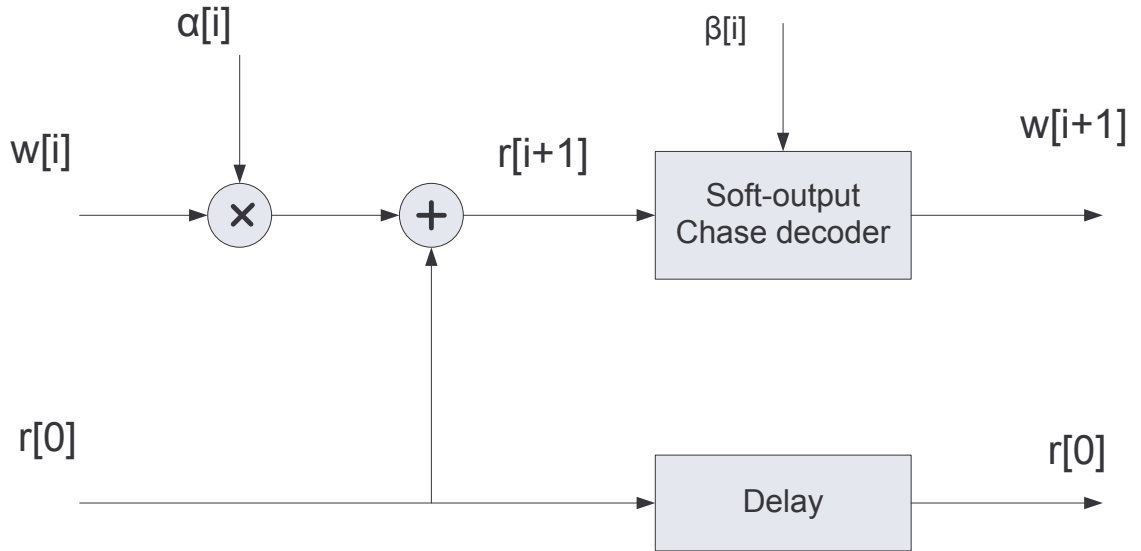 α[i]
β[i]
w[i]
r[i+1]
w[i+1]
Soft-output
Chase decoder
r[0]
r[0]
Delay